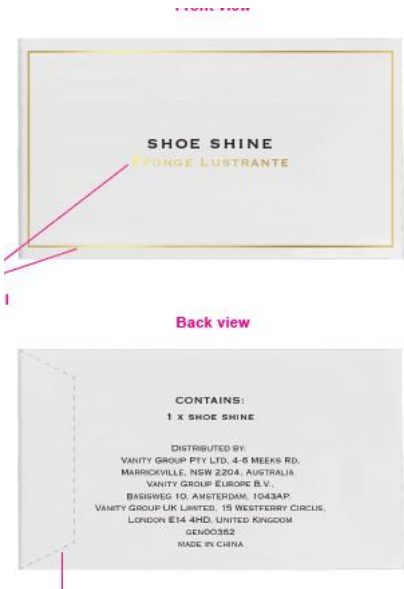 Front view
SHOE SHINE
ÉPONGE LUSTRANTE
Back view
CONTAINS:
1 X SHOE SHINE
DISTRIBUTED BY:
VANITY GROUP PTY LTD, 4-6 MEEKS RD,
MARRICKVILLE, NSW 2204, AUSTRALIA
VANITY GROUP EUROPE B.V.,
BASISWEG 10, AMSTERDAM, 1043AP
VANITY GROUP UK LIMITED, 15 WESTFERRY CIRCUS,
LONDON E14 4HD, UNITED KINGDOM
GEN00362
MADE IN CHINA